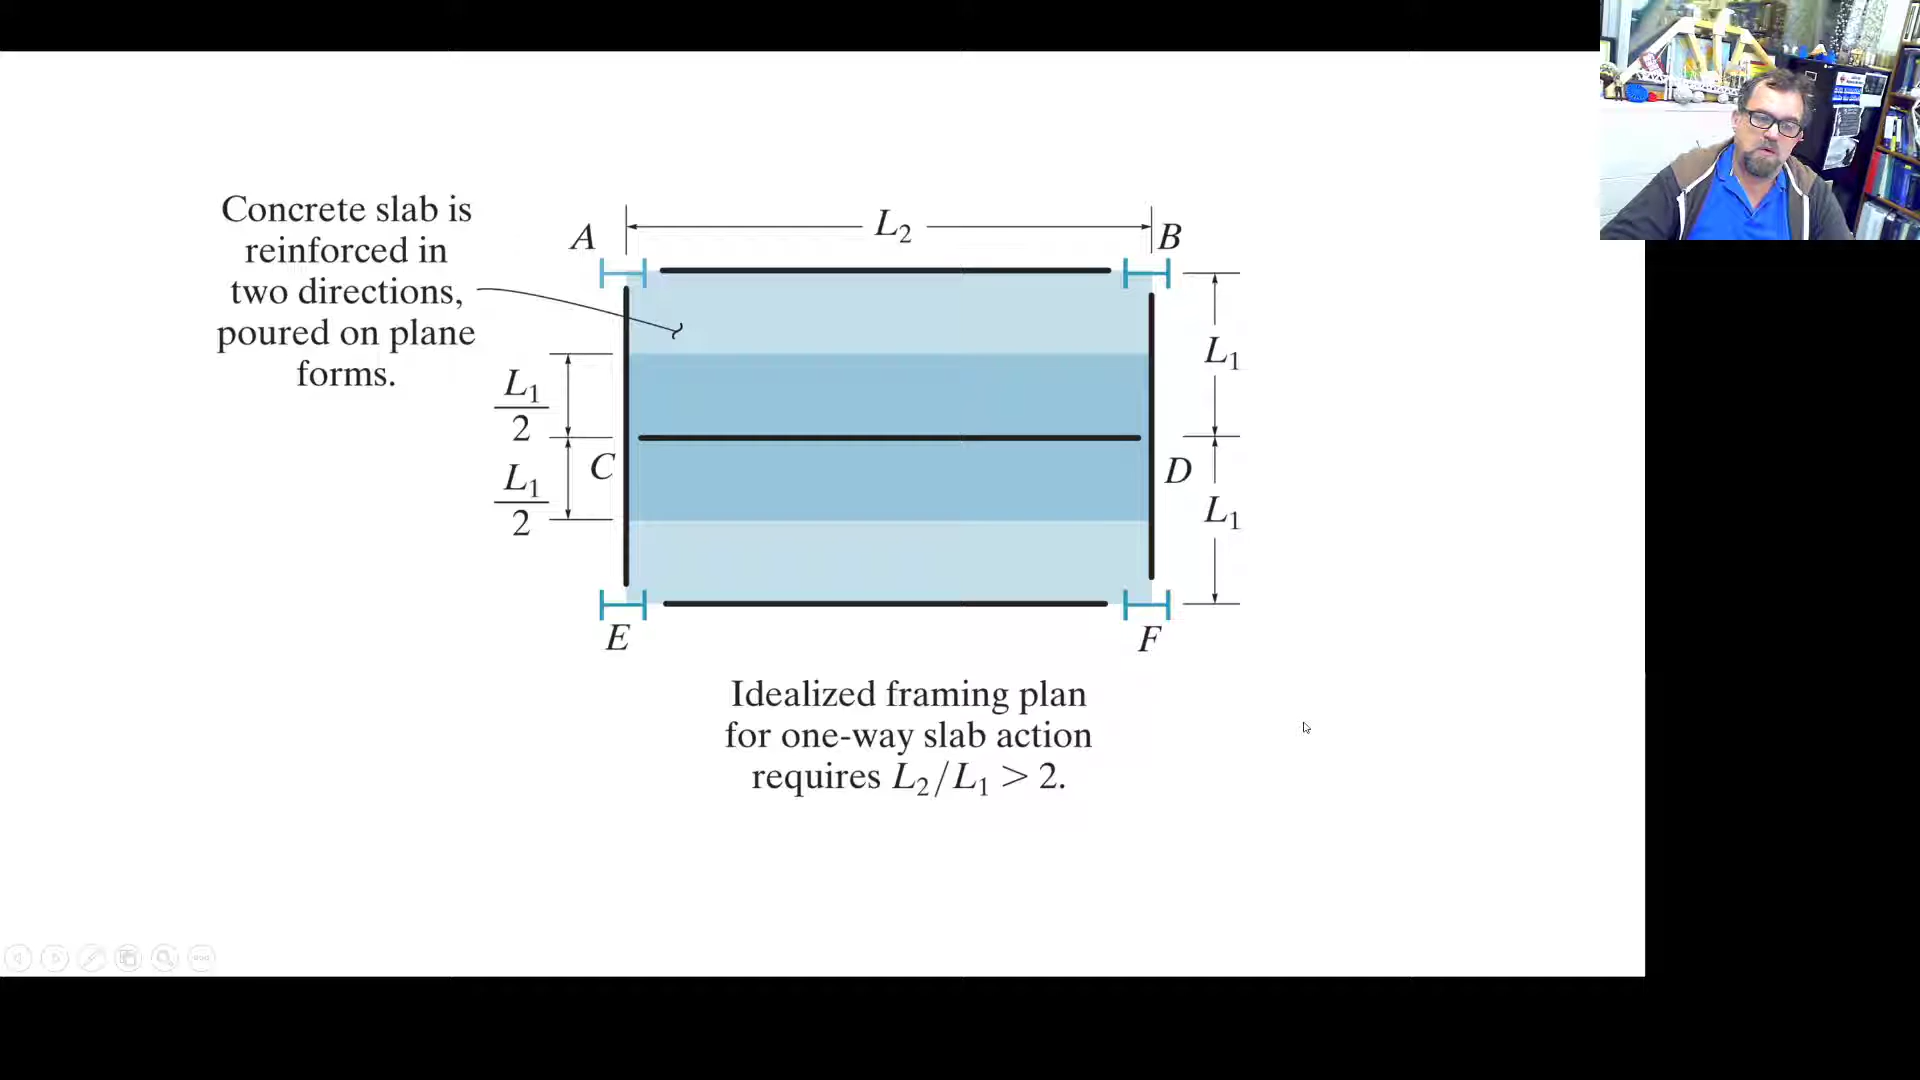 Concrete slab is
reinforced in
two directions,
poured on plane
forms.
A
L₂
B
L₁
L₁/2
C
L₁/2
D
L₁
E
F
Idealized framing plan
for one-way slab action
requires L₂/L₁ > 2.